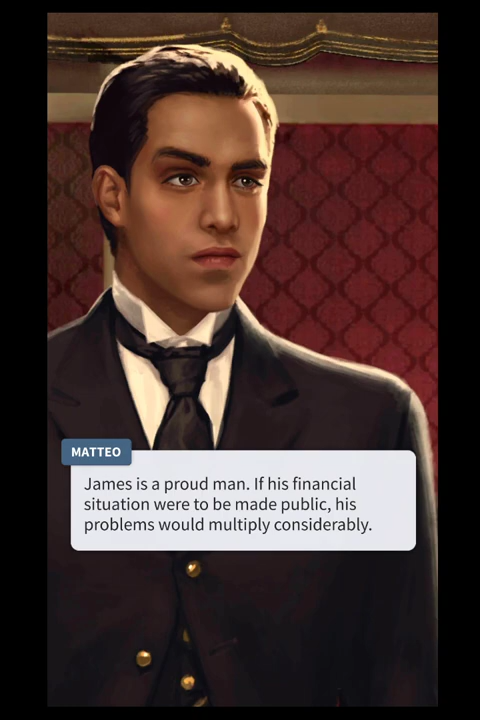 MATTEO
James is a proud man. If his financial
situation were to be made public, his
problems would multiply considerably.